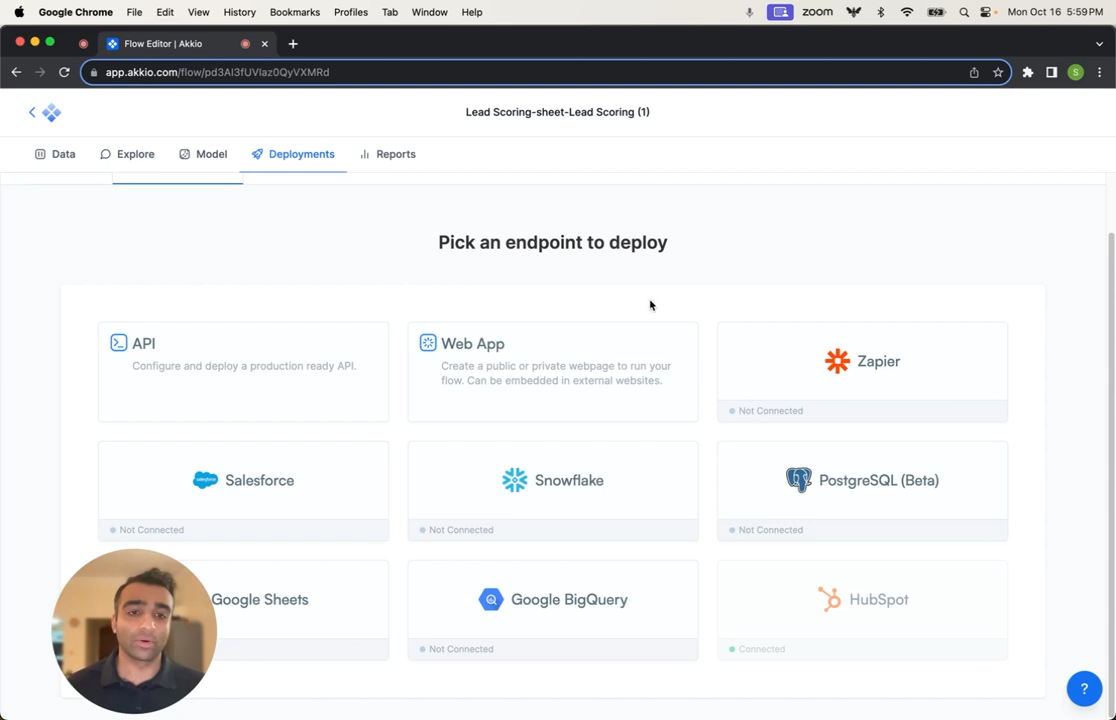 Google Chrome File Edit View History Bookmarks Profiles Tab Window Help zoom Mon Oct 16 5:59 PM
Flow Editor | Akkio
app.akkio.com/flow/pd3AI3fUVIaz0QyVXMRd S
Lead Scoring-sheet-Lead Scoring (1)
Data Explore Model Deployments Reports
Pick an endpoint to deploy
API
Configure and deploy a production ready API.
Web App
Create a public or private webpage to run your
flow. Can be embedded in external websites.
Zapier
Not Connected
salesforce Salesforce
Not Connected
Snowflake
Not Connected
PostgreSQL (Beta)
Not Connected
Google Sheets
Google BigQuery
Not Connected
HubSpot
Connected
?